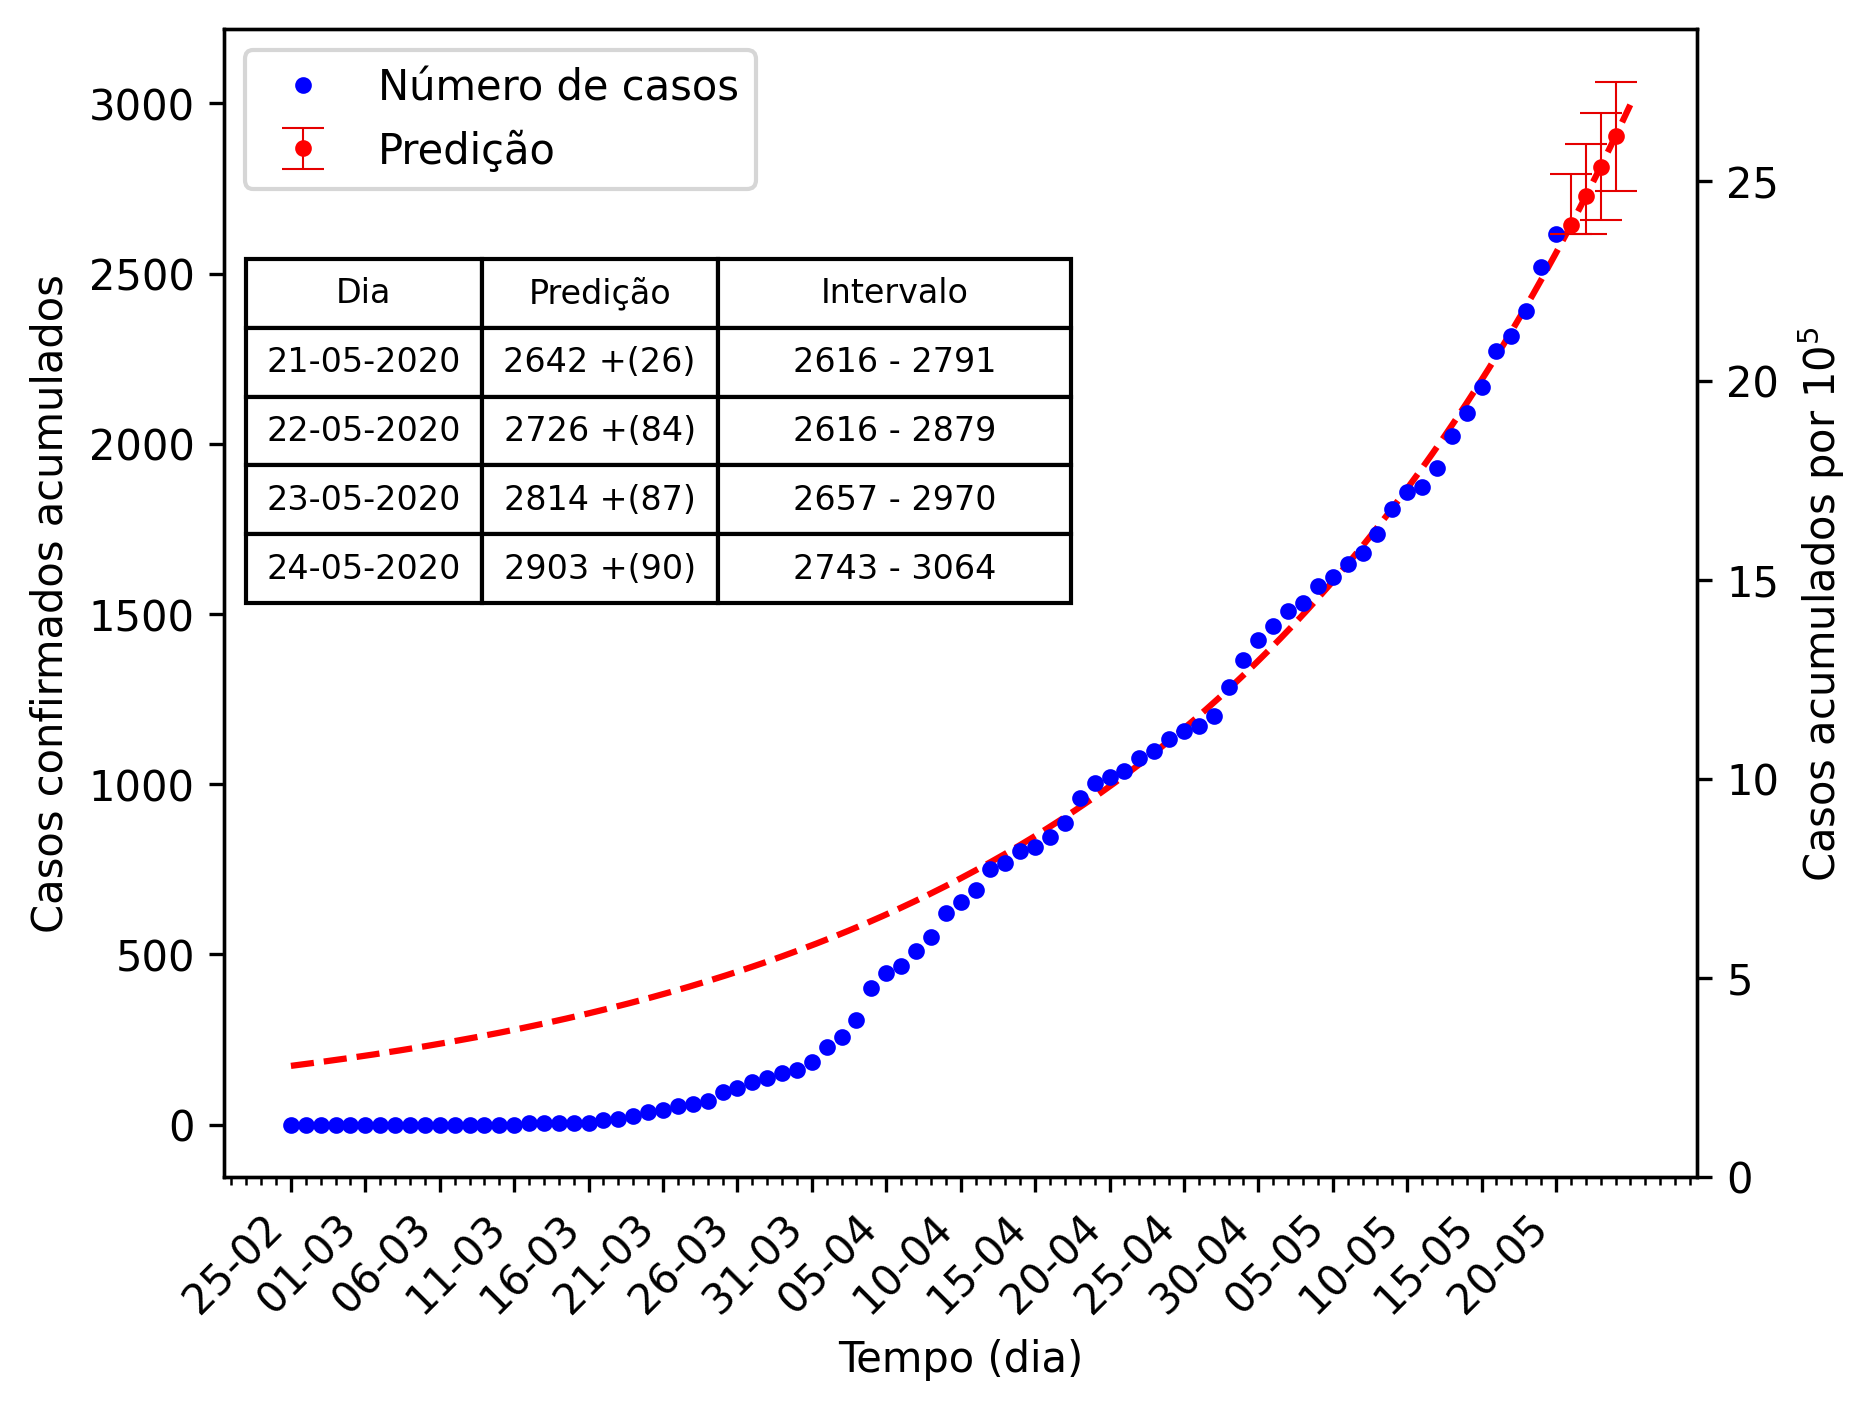 Número de casos
Predição
Dia Predição Intervalo
21-05-2020 2642 +(26) 2616 - 2791
22-05-2020 2726 +(84) 2616 - 2879
23-05-2020 2814 +(87) 2657 - 2970
24-05-2020 2903 +(90) 2743 - 3064
Casos confirmados acumulados
3000
2500
2000
1500
1000
500
0
25
20
15
10
5
0
Casos acumulados por 10⁵
25-02 01-03 06-03 11-03 16-03 21-03 26-03 31-03 05-04 10-04 15-04 20-04 25-04 30-04 05-05 10-05 15-05 20-05
Tempo (dia)